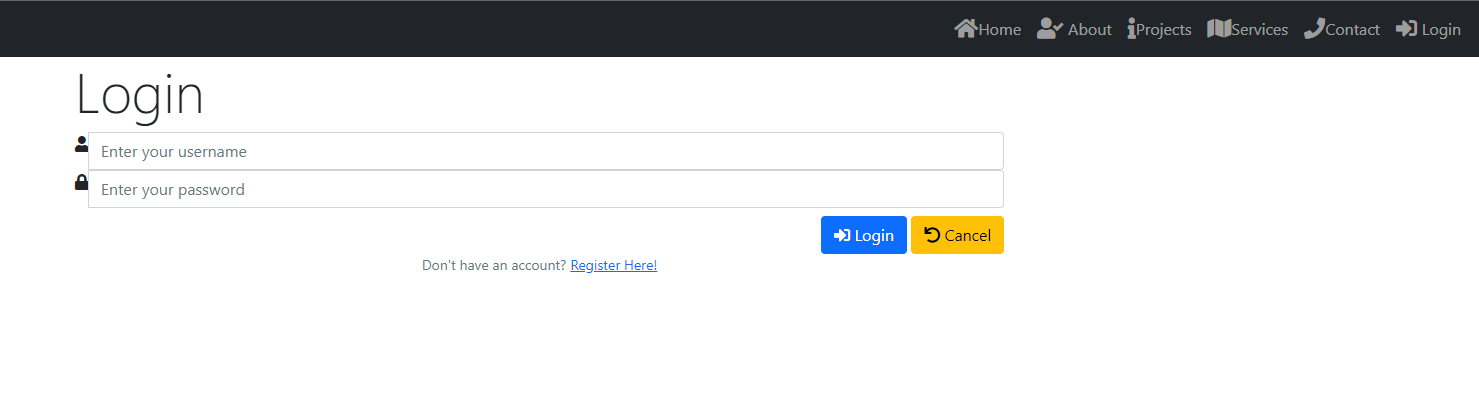 Home About Projects Services Contact Login
Login
Enter your username
Enter your password
Login Cancel
Don't have an account? Register Here!